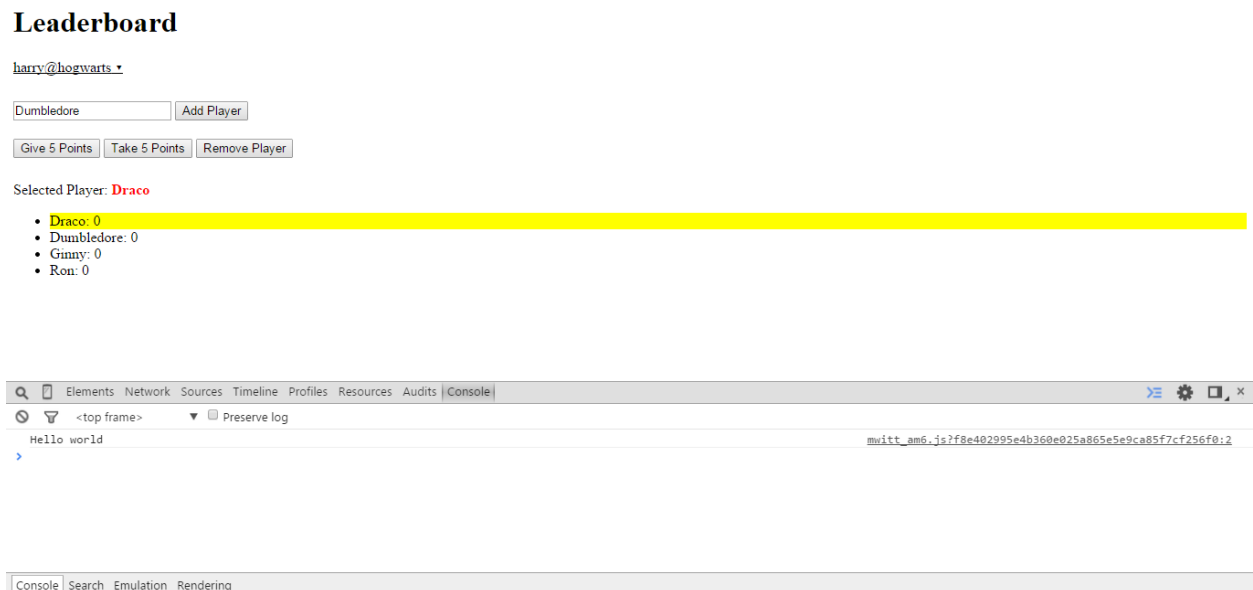 Leaderboard
harry@hogwarts ▾
Dumbledore Add Player
Give 5 Points Take 5 Points Remove Player
Selected Player: Draco
• Draco: 0
• Dumbledore: 0
• Ginny: 0
• Ron: 0
Elements Network Sources Timeline Profiles Resources Audits Console
<top frame> ▼ Preserve log
Hello world mwitt_am6.js?f8e402995e4b360e025a865e5e9ca85f7cf256f0:2
Console Search Emulation Rendering